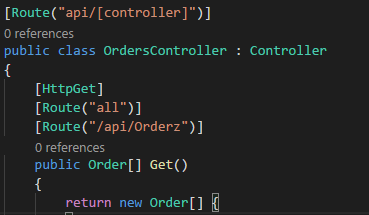 [Route("api/[controller]")]
0 references
public class OrdersController : Controller
{
[HttpGet]
[Route("all")]
[Route("/api/Orderz")]
0 references
public Order[] Get()
{
return new Order[] {